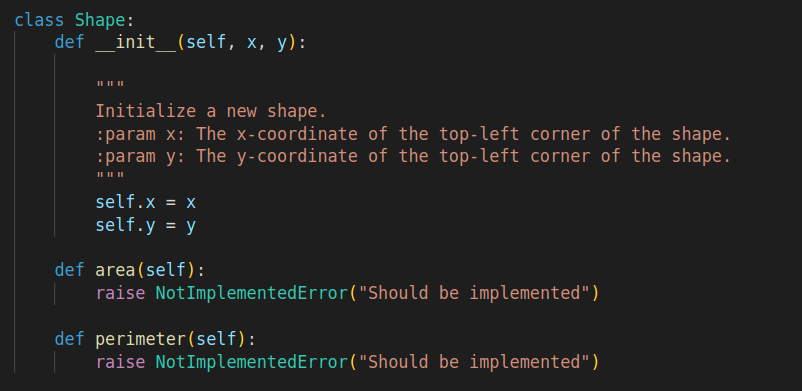 class Shape:
    def __init__(self, x, y):

        """
        Initialize a new shape.
        :param x: The x-coordinate of the top-left corner of the shape.
        :param y: The y-coordinate of the top-left corner of the shape.
        """
        self.x = x
        self.y = y

    def area(self):
        raise NotImplementedError("Should be implemented")

    def perimeter(self):
        raise NotImplementedError("Should be implemented")